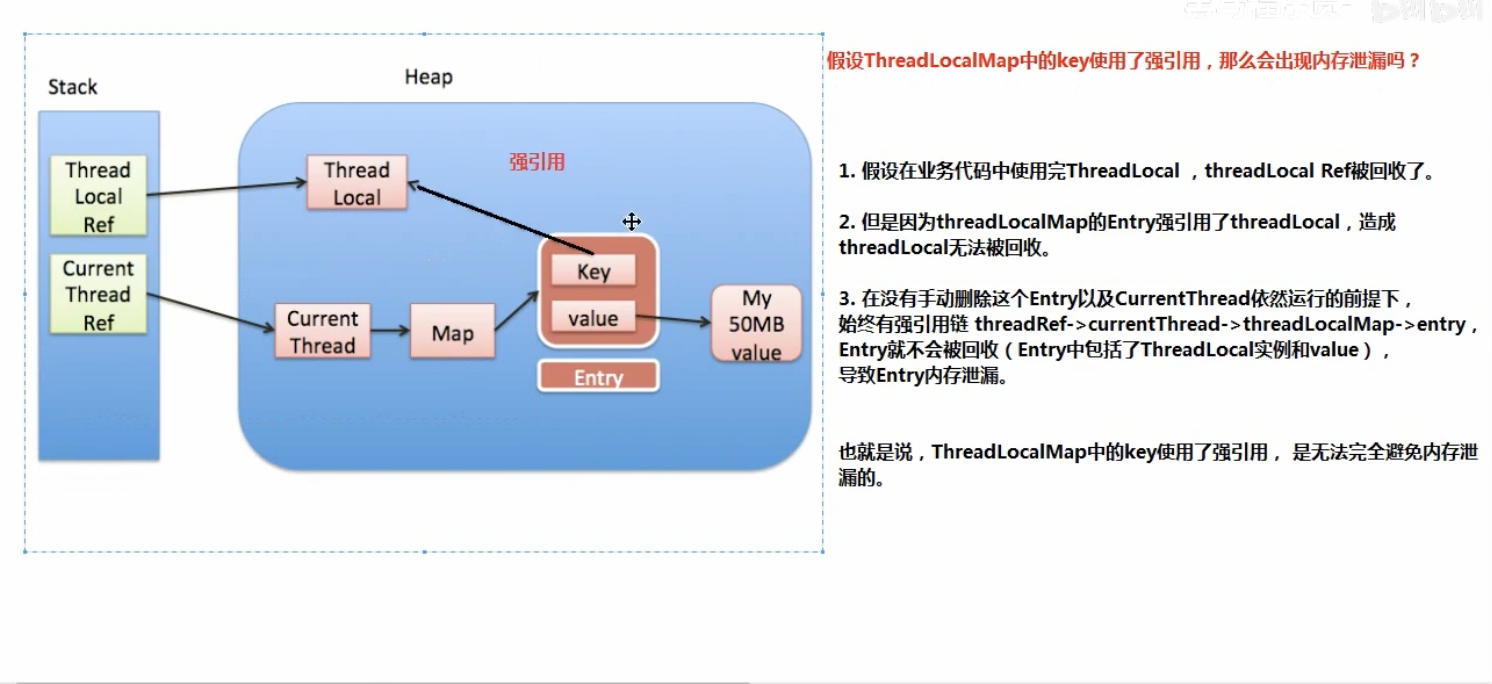 假设ThreadLocalMap中的key使用了强引用，那么会出现内存泄漏吗？
Stack
Heap
Thread
Local
Ref
Current
Thread
Ref
Thread
Local
强引用
Current
Thread
Map
Key
value
Entry
My
50MB
value
1. 假设在业务代码中使用完ThreadLocal ，threadLocal Ref被回收了。
2. 但是因为threadLocalMap的Entry强引用了threadLocal，造成
threadLocal无法被回收。
3. 在没有手动删除这个Entry以及CurrentThread依然运行的前提下，
始终有强引用链 threadRef->currentThread->threadLocalMap->entry，
Entry就不会被回收（Entry中包括了ThreadLocal实例和value），
导致Entry内存泄漏。
也就是说，ThreadLocalMap中的key使用了强引用， 是无法完全避免内存泄
漏的。